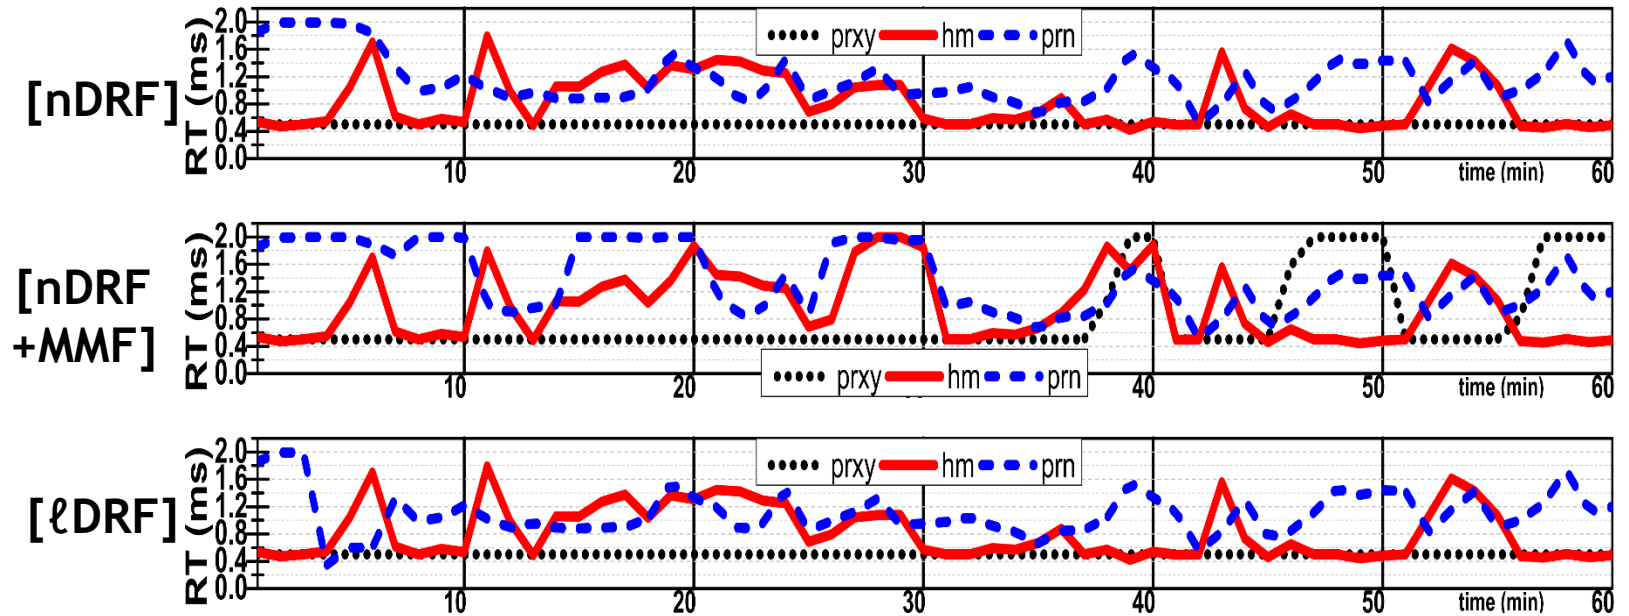 [nDRF]
RT (ms)
2.0
1.6
1.2
0.8
0.4
0.0
prxy hm prn
10 20 30 40 50 time (min) 60
[nDRF
+MMF]
RT (ms)
2.0
1.6
1.2
0.8
0.4
0.0
prxy hm prn
10 20 40 50 time (min) 60
[ℓDRF]
RT (ms)
2.0
1.6
1.2
0.8
0.4
0.0
prxy hm prn
10 20 30 40 50 time (min) 60